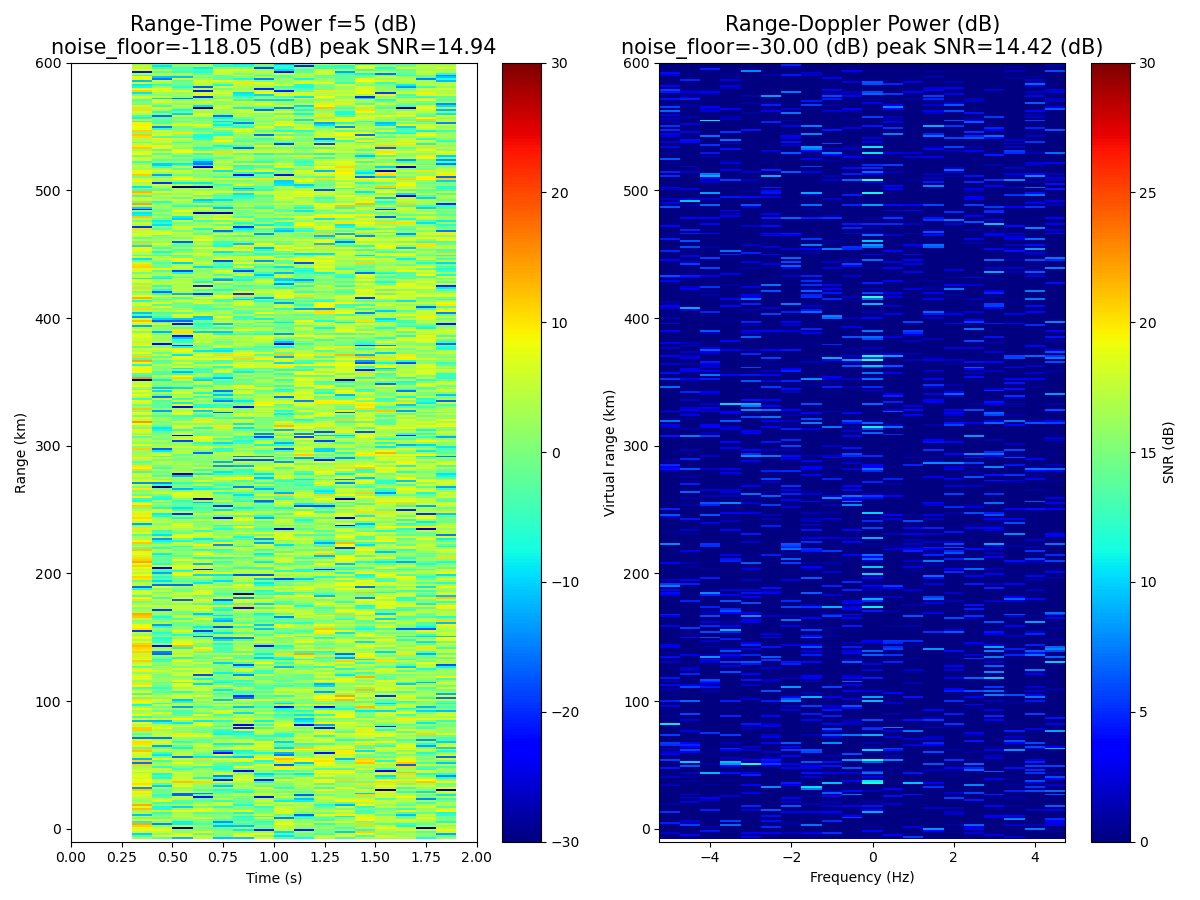 Range-Time Power f=5 (dB)
noise_floor=-118.05 (dB) peak SNR=14.94
Range-Doppler Power (dB)
noise_floor=-30.00 (dB) peak SNR=14.42 (dB)
600
500
400
300
200
100
0
Range (km)
0.00 0.25 0.50 0.75 1.00 1.25 1.50 1.75 2.00
Time (s)
30
20
10
0
−10
−20
−30
600
500
400
300
200
100
0
Virtual range (km)
−4 −2 0 2 4
Frequency (Hz)
30
25
20
15
10
5
0
SNR (dB)